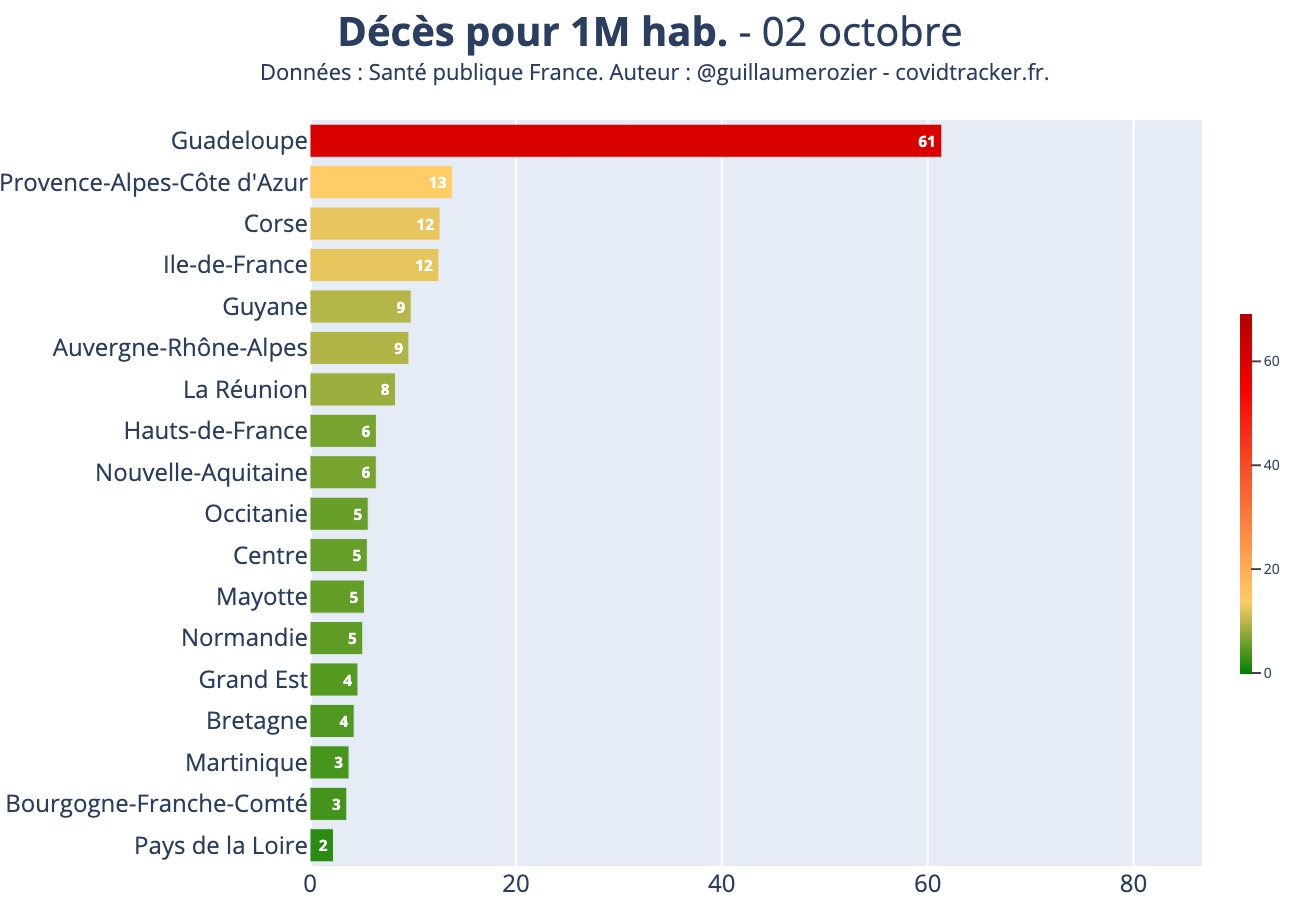 Décès pour 1M hab. - 02 octobre
Données : Santé publique France. Auteur : @guillaumerozier - covidtracker.fr.
Guadeloupe 61
Provence-Alpes-Côte d'Azur 13
Corse 12
Ile-de-France 12
Guyane 9
Auvergne-Rhône-Alpes 9
La Réunion 8
Hauts-de-France 6
Nouvelle-Aquitaine 6
Occitanie 5
Centre 5
Mayotte 5
Normandie 5
Grand Est 4
Bretagne 4
Martinique 3
Bourgogne-Franche-Comté 3
Pays de la Loire 2
0 20 40 60 80
60
40
20
0